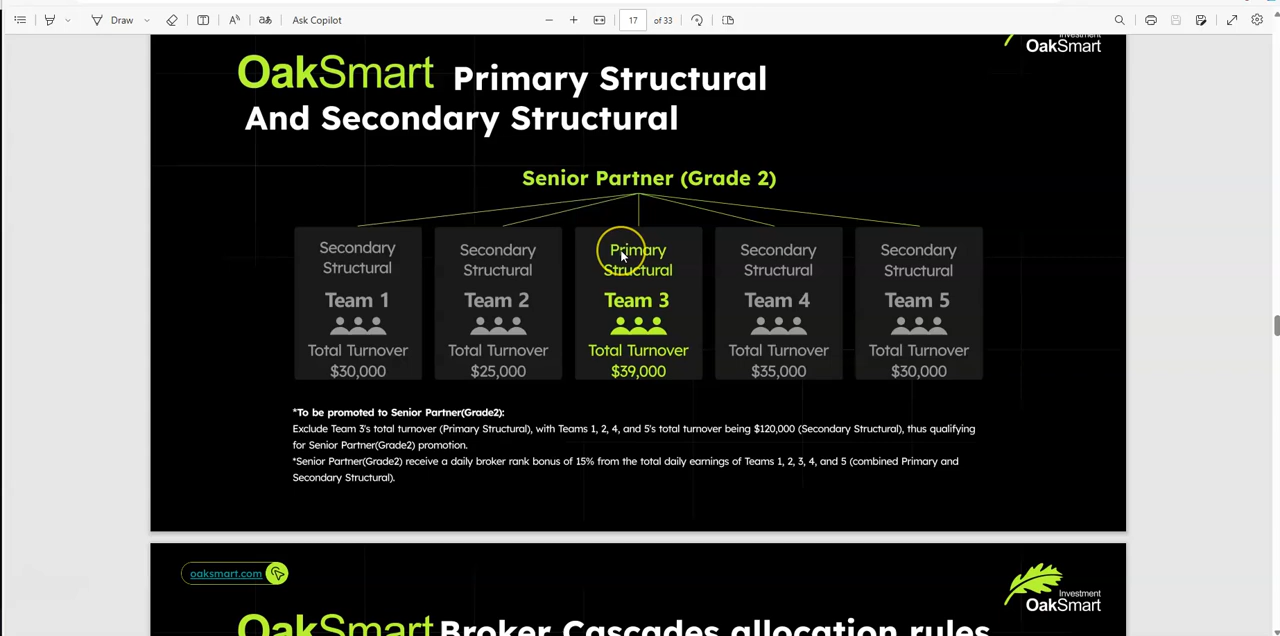 Draw
Ask Copilot
17 of 33
Investment
OakSmart
OakSmart Primary Structural
And Secondary Structural
Senior Partner (Grade 2)
Secondary
Structural
Team 1
Total Turnover
$30,000
Secondary
Structural
Team 2
Total Turnover
$25,000
Primary
Structural
Team 3
Total Turnover
$39,000
Secondary
Structural
Team 4
Total Turnover
$35,000
Secondary
Structural
Team 5
Total Turnover
$30,000
*To be promoted to Senior Partner(Grade2):
Exclude Team 3's total turnover (Primary Structural), with Teams 1, 2, 4, and 5's total turnover being $120,000 (Secondary Structural), thus qualifying
for Senior Partner(Grade2) promotion.
*Senior Partner(Grade2) receive a daily broker rank bonus of 15% from the total daily earnings of Teams 1, 2, 3, 4, and 5 (combined Primary and
Secondary Structural).
oaksmart.com
Investment
OakSmart
OakSmart Broker Cascades allocation rules